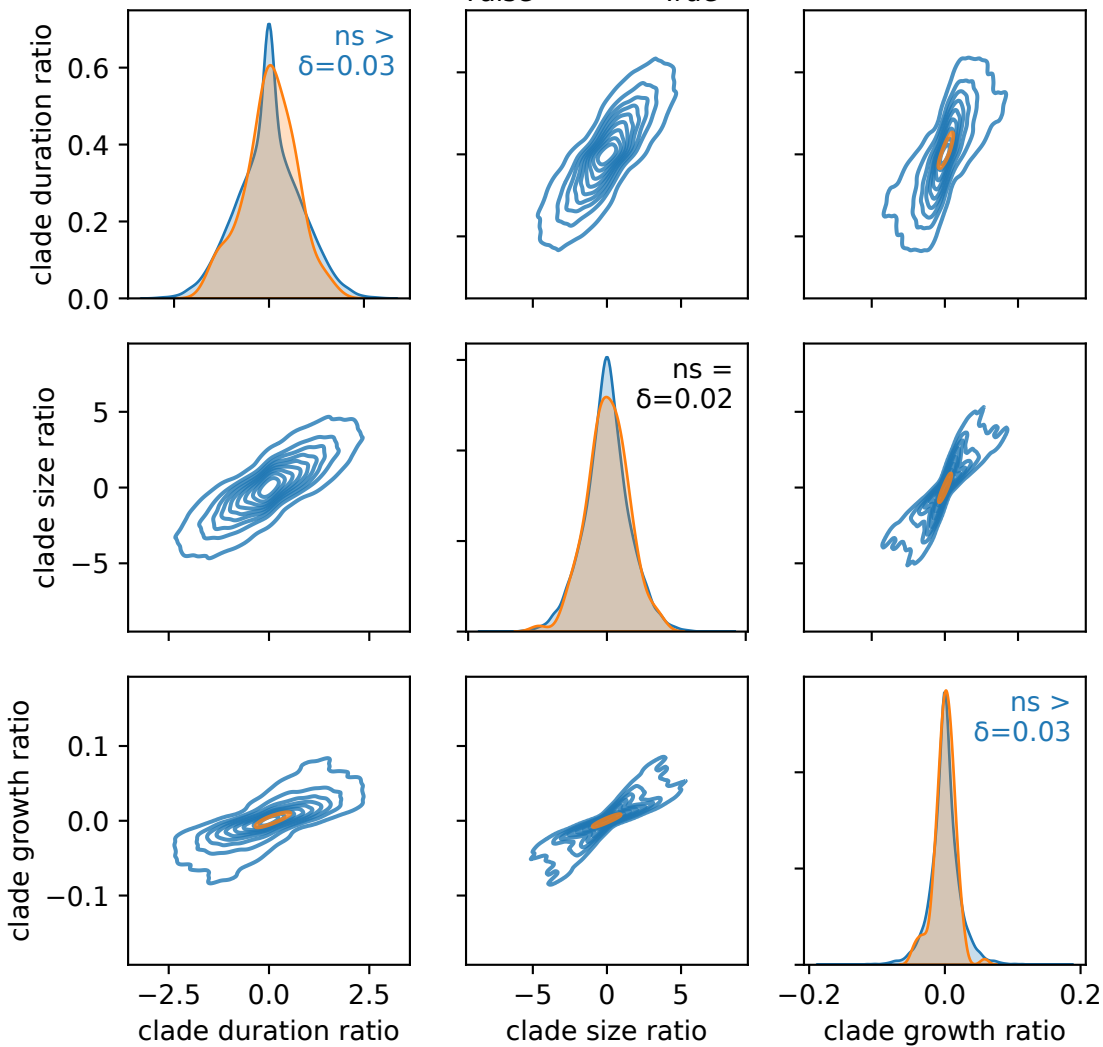 True
ns >
δ=0.03
clade duration ratio
0.6
0.4
0.2
0.0
ns =
δ=0.02
clade size ratio
5
0
−5
ns >
δ=0.03
clade growth ratio
0.1
0.0
−0.1
−2.5 0.0 2.5
−5 0 5
−0.2 0.0 0.2
clade duration ratio
clade size ratio
clade growth ratio